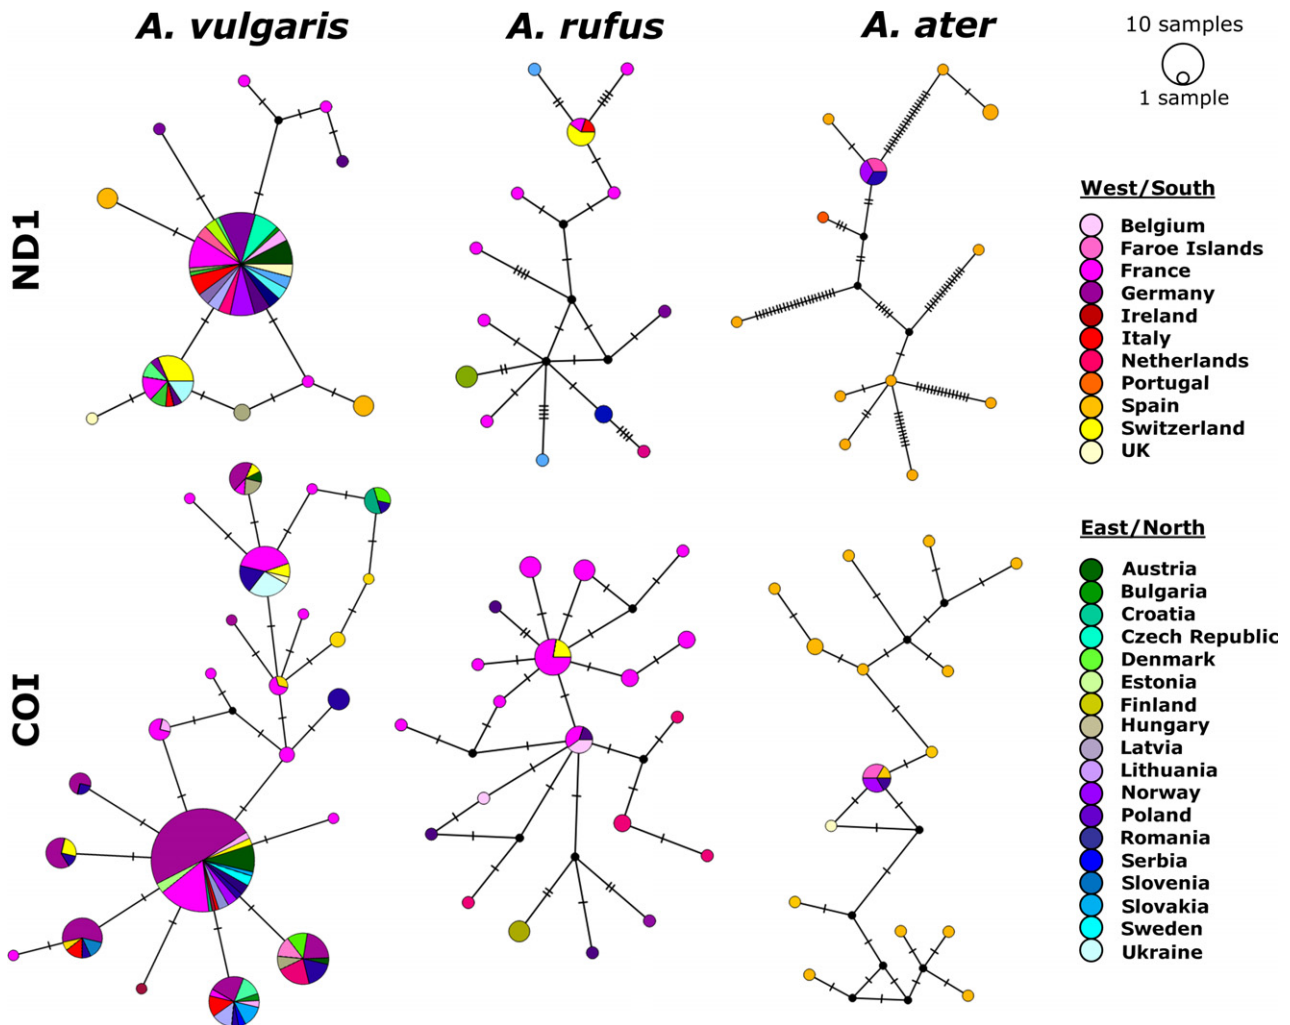 A. vulgaris
A. rufus
A. ater
10 samples
1 sample
ND1
COI
West/South
Belgium
Faroe Islands
France
Germany
Ireland
Italy
Netherlands
Portugal
Spain
Switzerland
UK
East/North
Austria
Bulgaria
Croatia
Czech Republic
Denmark
Estonia
Finland
Hungary
Latvia
Lithuania
Norway
Poland
Romania
Serbia
Slovenia
Slovakia
Sweden
Ukraine